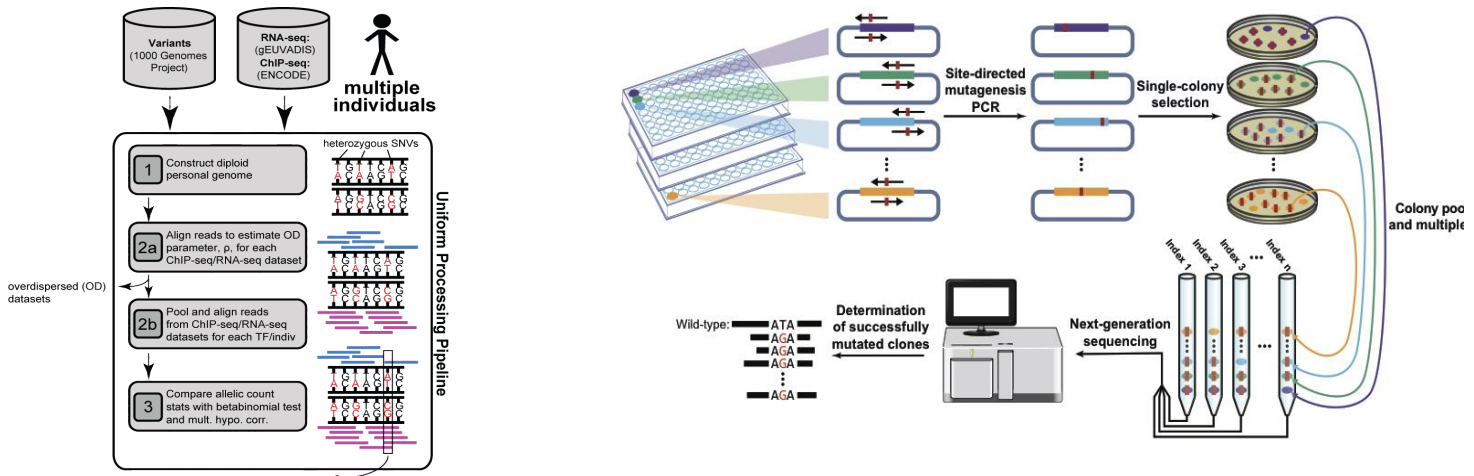 Variants
(1000 Genomes
Project)
RNA-seq:
(gEUVADIS)
ChIP-seq:
(ENCODE)
multiple
individuals
heterozygous SNVs
1
Construct diploid
personal genome
2a
Align reads to estimate OD
parameter, ρ, for each
ChIP-seq/RNA-seq dataset
overdispersed (OD)
datasets
2b
Pool and align reads
from ChIP-seq/RNA-seq
datasets for each TF/indiv
3
Compare allelic count
stats with betabinomial test
and mult. hypo. corr.
Uniform Processing Pipeline
Site-directed
mutagenesis
PCR
Single-colony
selection
Colony pool
and multiple
Index 1
Index 2
Index 3
Index n
Next-generation
sequencing
Determination
of successfully
mutated clones
Wild-type:
ATA
AGA
AGA
AGA
AGA